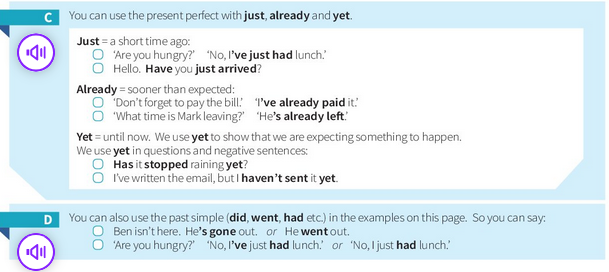 C You can use the present perfect with just, already and yet.
Just = a short time ago:
‘Are you hungry?’ ‘No, I’ve just had lunch.’
Hello. Have you just arrived?
Already = sooner than expected:
‘Don’t forget to pay the bill.’ ‘I’ve already paid it.’
‘What time is Mark leaving?’ ‘He’s already left.’
Yet = until now. We use yet to show that we are expecting something to happen.
We use yet in questions and negative sentences:
Has it stopped raining yet?
I’ve written the email, but I haven’t sent it yet.
D You can also use the past simple (did, went, had etc.) in the examples on this page. So you can say:
Ben isn’t here. He’s gone out. or He went out.
‘Are you hungry?’ ‘No, I’ve just had lunch.’ or ‘No, I just had lunch.’